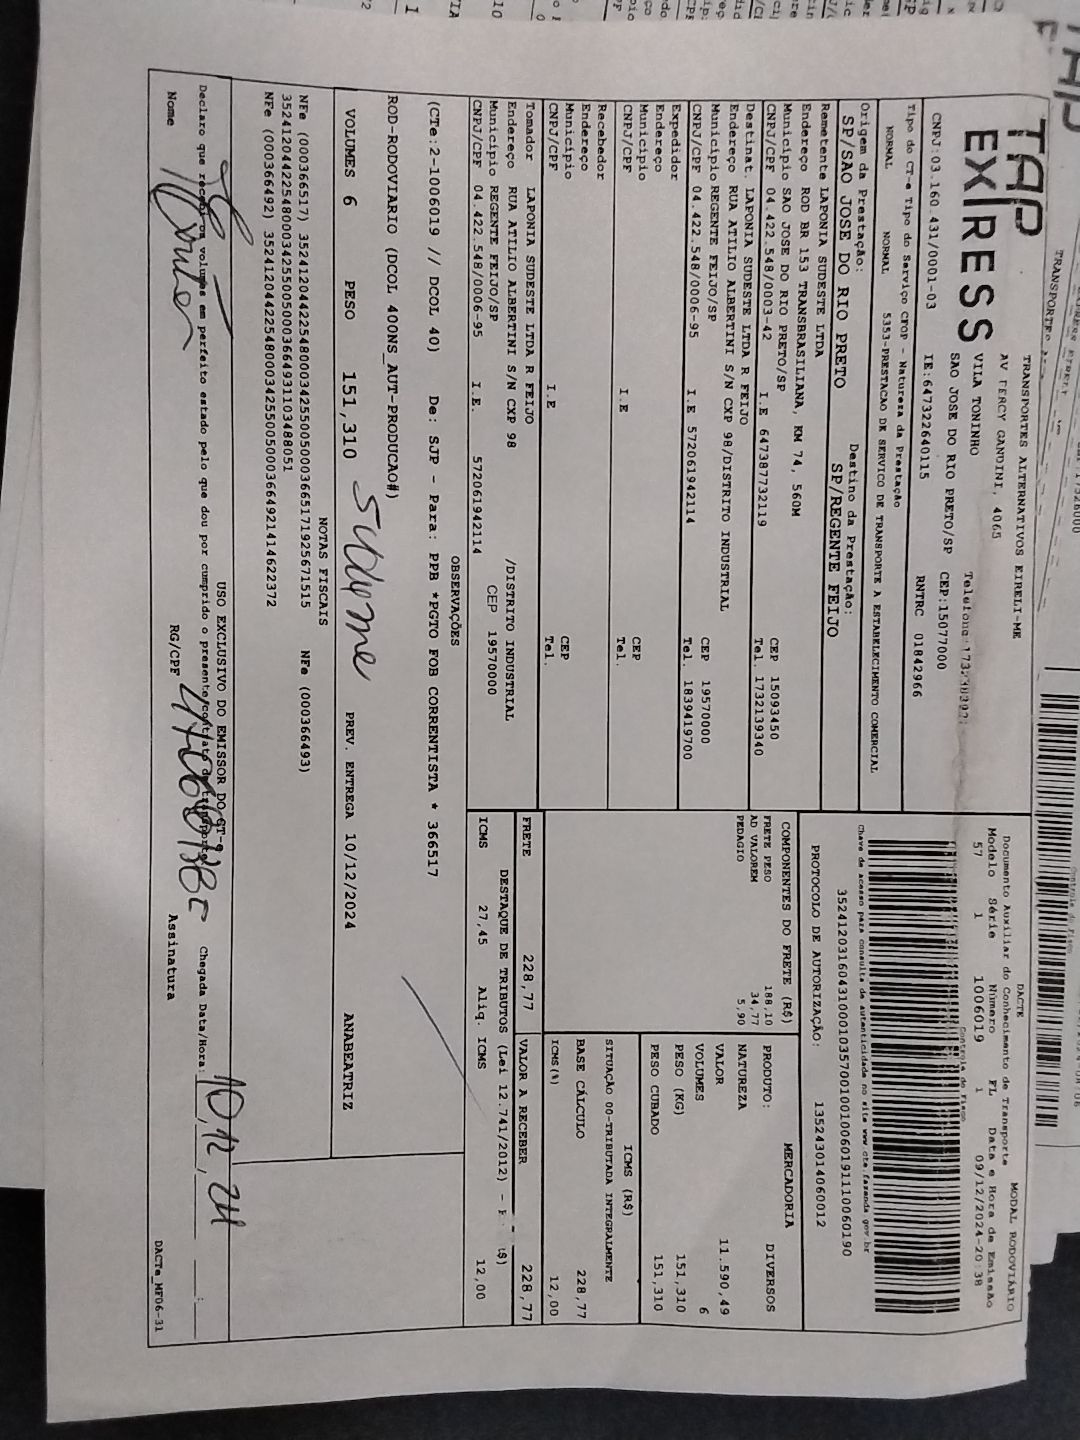 TAP
EX/RESS
TRANSPORTES ALTERNATIVOS EIRELI-ME
AV PERCY GANDINI, 4065
VILA TONINHO
SAO JOSE DO RIO PRETO/SP CEP:15077000
CNPJ:03.160.431/0001-03 IE:647322640115 RNTRC 01842966
Tipo do CT-e Tipo do Serviço CFOP - Natureza da Prestação
NORMAL NORMAL 5353-PRESTACAO DE SERVICO DE TRANSPORTE A ESTABELECIMENTO COMERCIAL
Origem da Prestação: Destino da Prestação:
SP/SAO JOSE DO RIO PRETO SP/REGENTE FEIJO
Remetente LAPONIA SUDESTE LTDA
Endereço ROD BR 153 TRANSBRASILIANA, KM 74, 560M
Municipio SAO JOSE DO RIO PRETO/SP CEP 15093450
CNPJ/CPF 04.422.548/0003-42 I.E 647387732119 Tel. 1732139340
Destinat. LAPONIA SUDESTE LTDA R FEIJO
Endereço RUA ATILIO ALBERTINI S/N CXP 98/DISTRITO INDUSTRIAL
Municipio REGENTE FEIJO/SP CEP 19570000
CNPJ/CPF 04.422.548/0006-95 I.E 572061942114 Tel. 1839419700
Expedidor
Endereço
Municipio CEP
CNPJ/CPF I.E Tel.
Recebedor
Endereço
Municipio CEP
CNPJ/CPF I.E Tel.
Tomador LAPONIA SUDESTE LTDA R FEIJO
Endereço RUA ATILIO ALBERTINI S/N CXP 98 /DISTRITO INDUSTRIAL
Municipio REGENTE FEIJO/SP CEP 19570000
CNPJ/CPF 04.422.548/0006-95 I.E. 572061942114
DACTE MODAL RODOVIÁRIO
Documento Auxiliar do Conhecimento de Transporte
Modelo Série Número FL Data e Hora de Emissão
57 1 1006019 1 09/12/2024-20:38
Controle do Fisco
Chave de acesso para consulta de autenticidade no site www.cte.fazenda.gov.br
35241203160431000103570010010060191110060190
PROTOCOLO DE AUTORIZAÇÃO: 135243014060012
COMPONENTES DO FRETE (R$)
FRETE PESO 188,10
AD VALOREM 34,77
PEDAGIO 5,90
MERCADORIA
PRODUTO: DIVERSOS
NATUREZA
VALOR 11.590,49
VOLUMES 6
PESO (KG) 151,310
PESO CUBADO 151,310
ICMS (R$)
SITUAÇÃO 00-TRIBUTADA INTEGRALMENTE
BASE CÁLCULO 228,77
ICMS(%) 12,00
FRETE 228,77 VALOR A RECEBER 228,77
DESTAQUE DE TRIBUTOS (Lei 12.741/2012)
ICMS 27,45 Aliq. ICMS 12,00
OBSERVAÇÕES
(CTe:2-1006019 // DCOL 40) De: SJP - Para: PPB *PGTO FOB CORRENTISTA * 366517
ROD-RODOVIARIO (DCOL 400NS_AUT-PRODUCAO#)
VOLUMES 6 PESO 151,310 PREV. ENTREGA 10/12/2024 ANABEATRIZ
NOTAS FISCAIS
NFe (000366517) 35241204422548000342550050003665171925671515 NFe (000366493)
35241204422548000342550050003664931103488051
NFe (000366492) 35241204422548000342550050003664921414622372
USO EXCLUSIVO DO EMISSOR DO CT-e
Declaro que recebi os volumes em perfeito estado pelo que dou por cumprido o presente contrato de transporte Chegada Data/Hora: 10,12,24
Nome RG/CPF Assinatura
DACTe_MF06-31